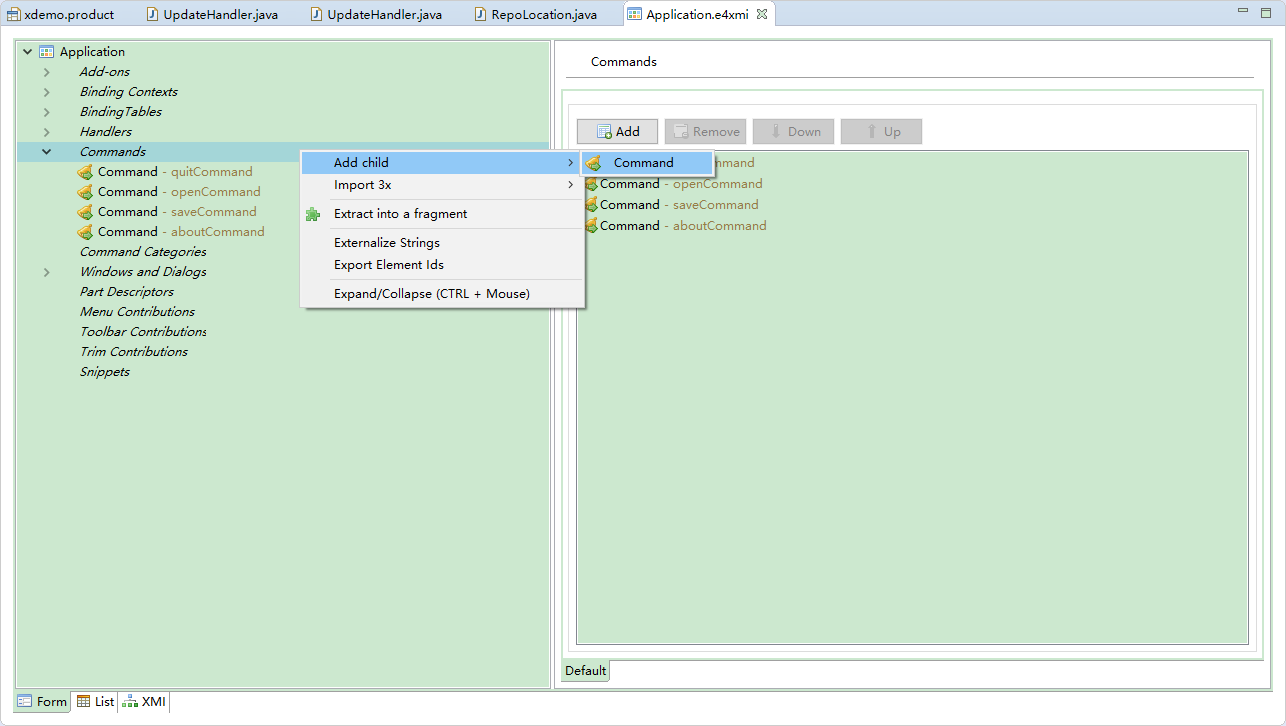 xdemo.product UpdateHandler.java UpdateHandler.java RepoLocation.java Application.e4xmi
Application
Add-ons
Binding Contexts
BindingTables
Handlers
Commands
Command - quitCommand
Command - openCommand
Command - saveCommand
Command - aboutCommand
Command Categories
Windows and Dialogs
Part Descriptors
Menu Contributions
Toolbar Contributions
Trim Contributions
Snippets
Add child
Import 3x
Extract into a fragment
Externalize Strings
Export Element Ids
Expand/Collapse (CTRL + Mouse)
Command
Commands
Add Remove Down Up
mmand
Command - openCommand
Command - saveCommand
Command - aboutCommand
Default
Form List XMI